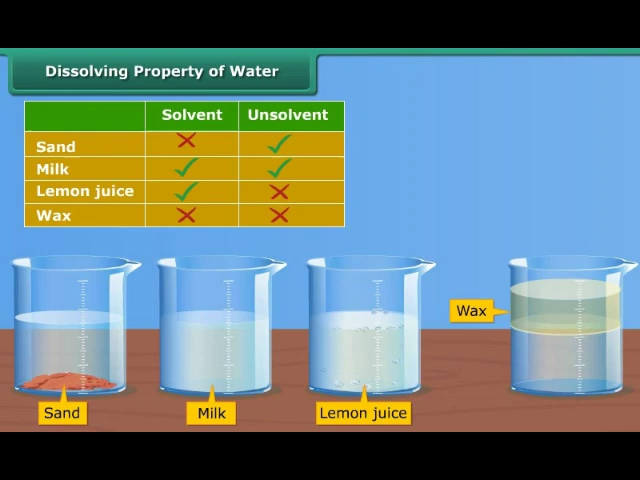 Dissolving Property of Water
Solvent Unsolvent
Sand
Milk
Lemon juice
Wax
Wax
Sand Milk Lemon juice